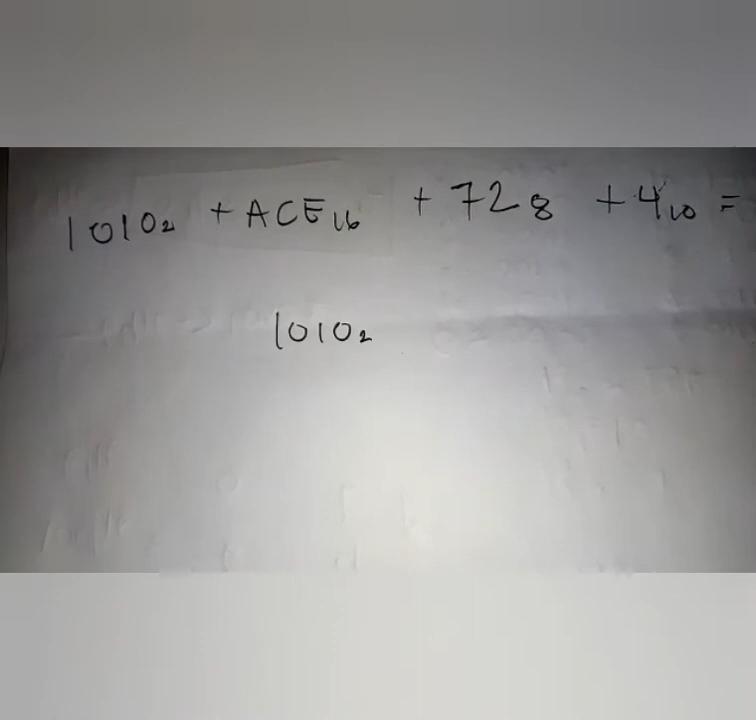 1010₂ + ACE₁₆ + 72₈ + 4₁₀ =
1010₂